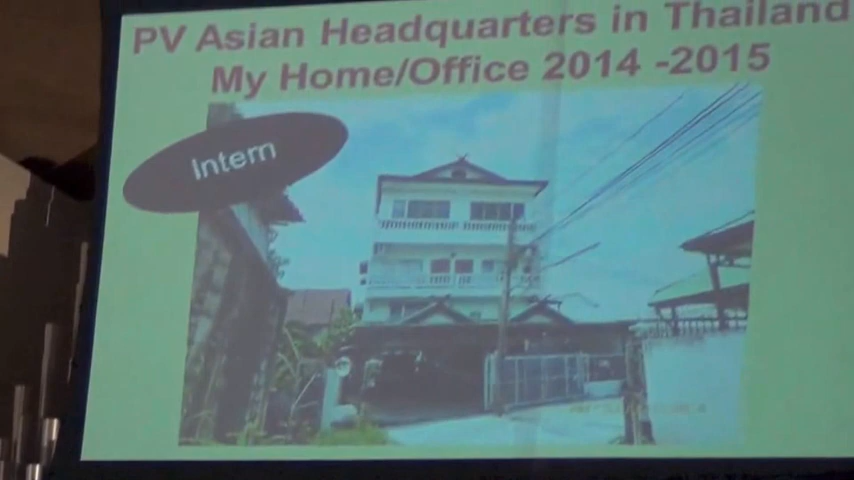 PV Asian Headquarters in Thailand
My Home/Office 2014 -2015
Intern